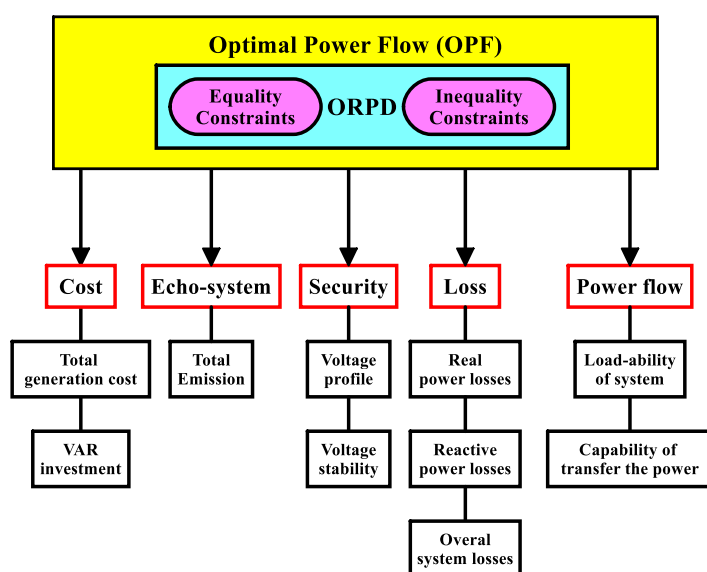 Optimal Power Flow (OPF)
Equality
Constraints
ORPD
Inequality
Constraints
Cost
Echo-system
Security
Loss
Power flow
Total
generation cost
Total
Emission
Voltage
profile
Real
power losses
Load-ability
of system
VAR
investment
Voltage
stability
Reactive
power losses
Capability of
transfer the power
Overal
system losses